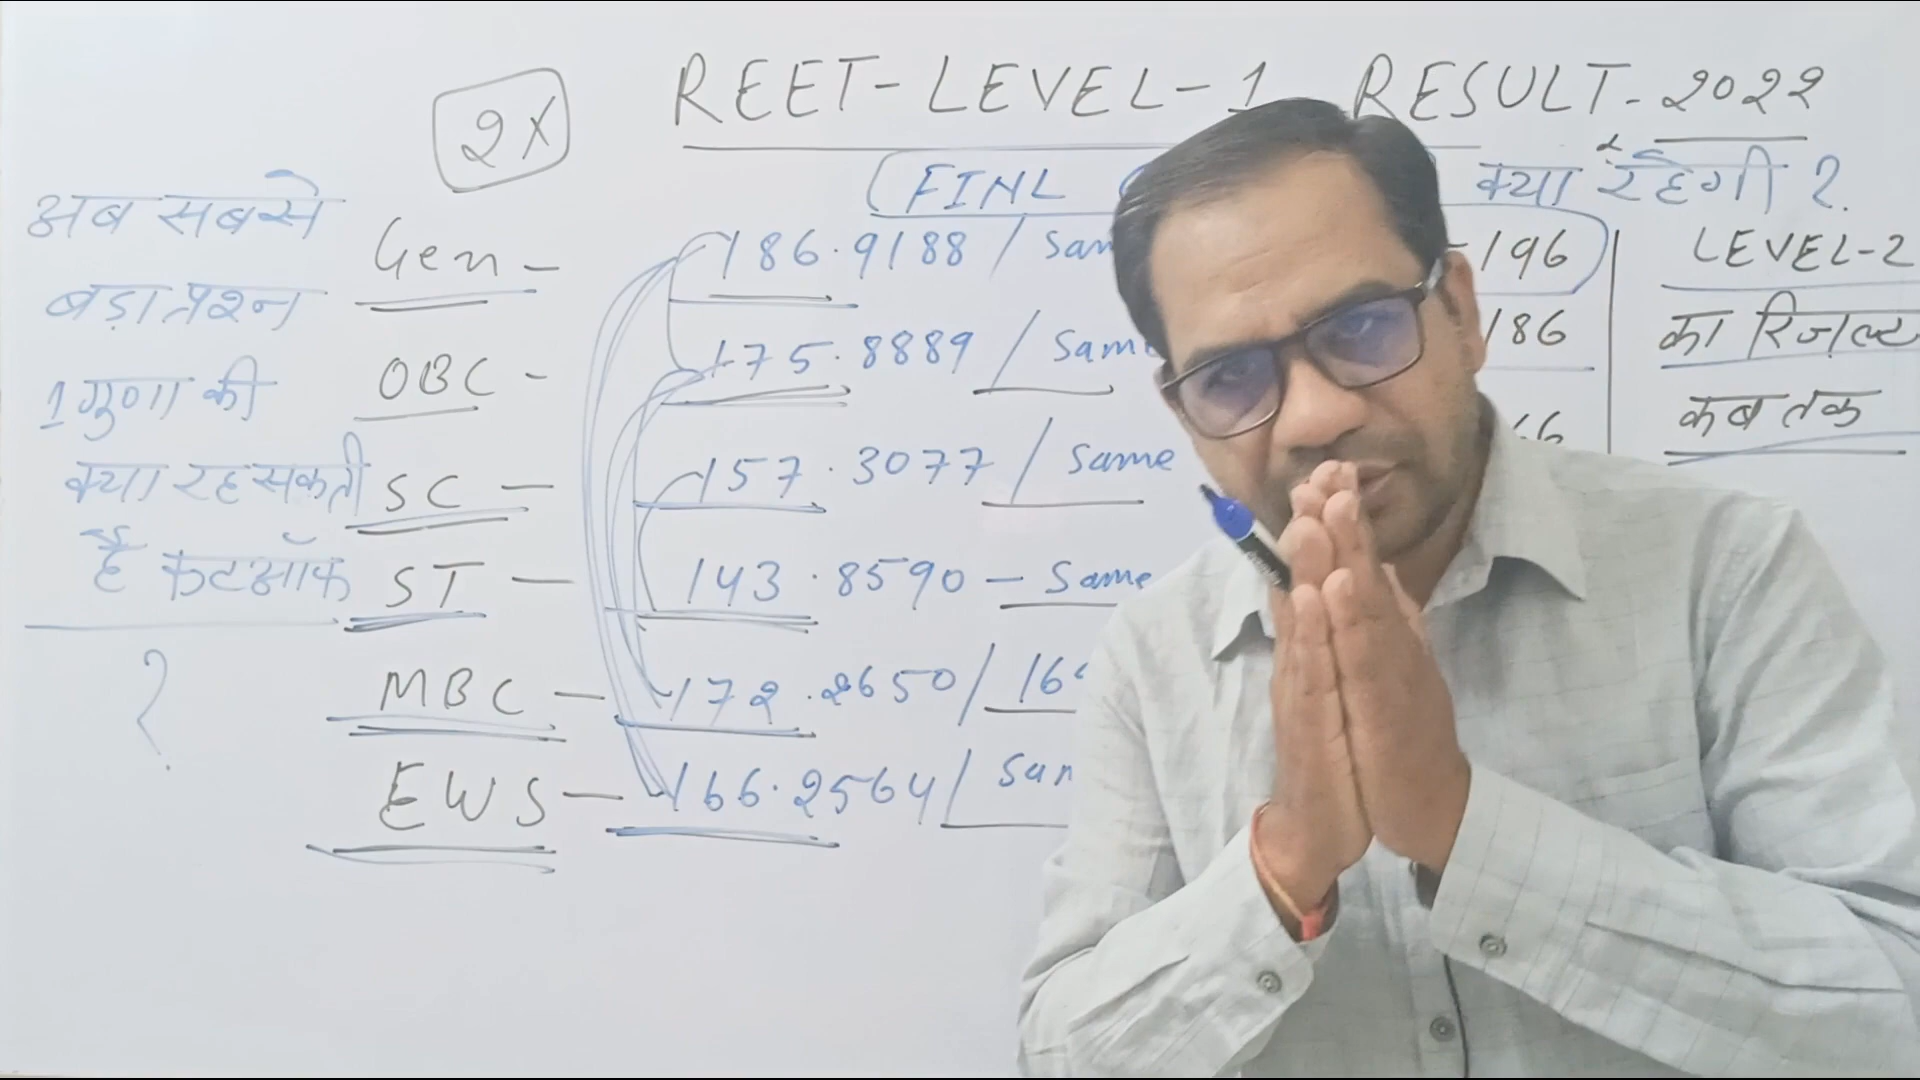 REET-LEVEL-1 RESULT-2022
2X
FINL क्या रहेगी ?
अब सबसे
बड़ा प्रश्न
1 गुणा की
क्या रह सकती
है कटऑफ
?
Gen - 186.9188 / Sam -196
OBC - 175.8889 / Same 186
SC - 157.3077 / Same
ST - 143.8590 - Same
MBC - 172.2650 / 16
EWS - 166.2564 / Sam
LEVEL-2
का रिजल्ट
कब तक